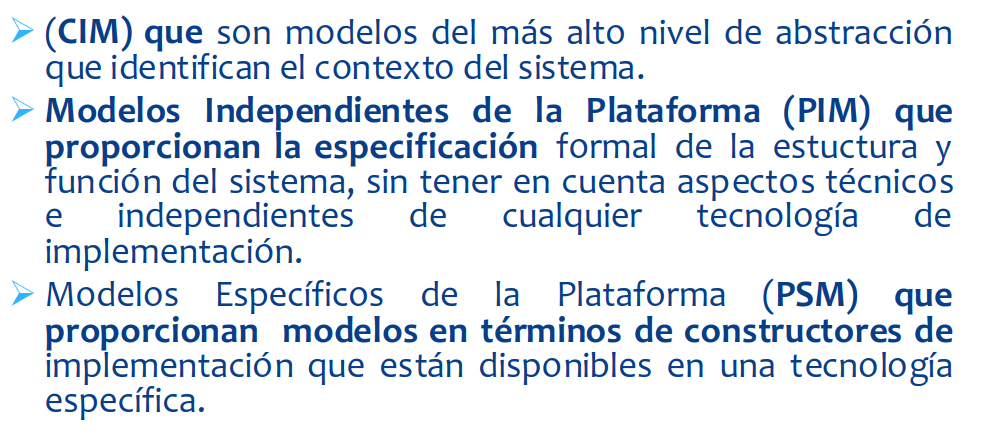 (CIM) que son modelos del más alto nivel de abstracción
que identifican el contexto del sistema.
Modelos Independientes de la Plataforma (PIM) que
proporcionan la especificación formal de la estuctura y
función del sistema, sin tener en cuenta aspectos técnicos
e independientes de cualquier tecnología de
implementación.
Modelos Específicos de la Plataforma (PSM) que
proporcionan modelos en términos de constructores de
implementación que están disponibles en una tecnología
específica.